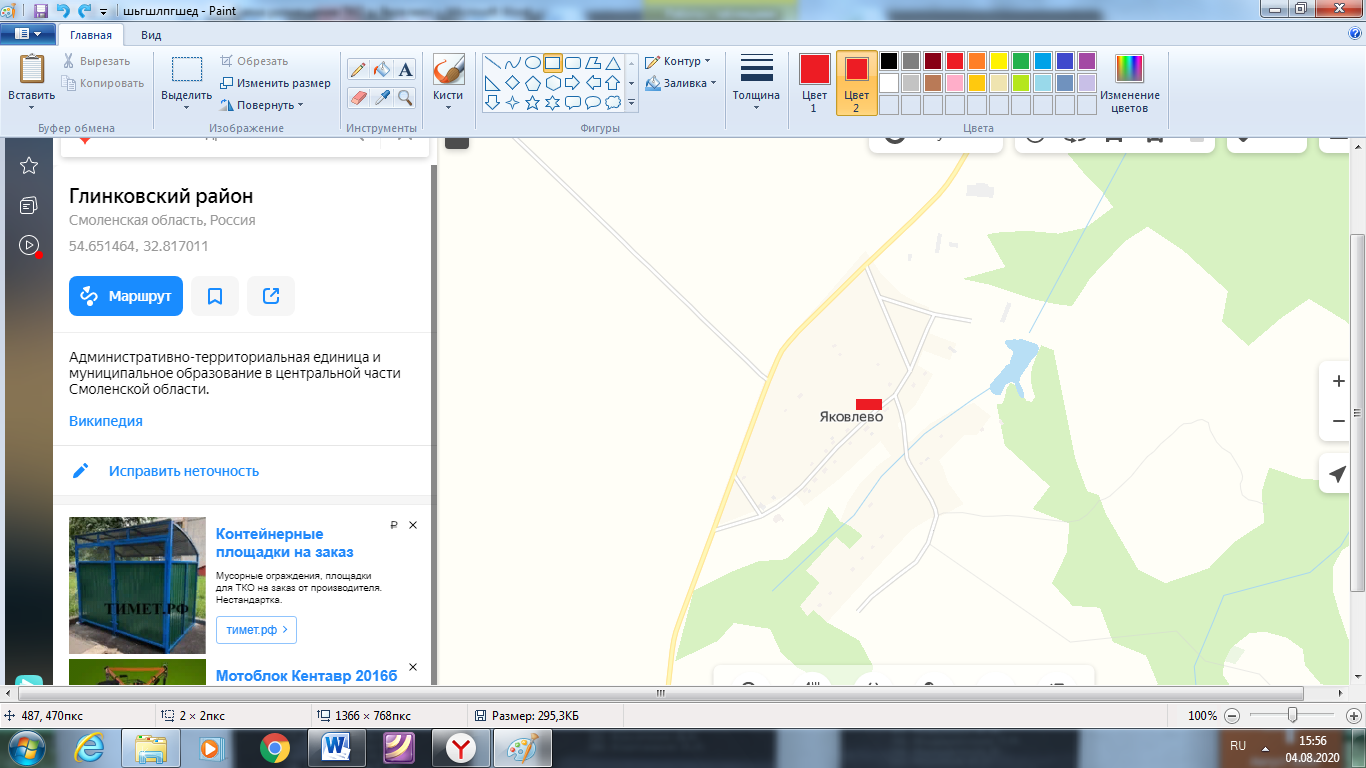 шьгшлпгшед - Paint
Главная
Вид
Вставить
Вырезать
Копировать
Буфер обмена
Выделить
Обрезать
Изменить размер
Повернуть
Изображение
A
Инструменты
Кисти
Контур
Заливка
Фигуры
Толщина
Цвет 1
Цвет 2
Изменение цветов
Цвета
Глинковский район
Смоленская область, Россия
54.651464, 32.817011
Маршрут
Административно-территориальная единица и
муниципальное образование в центральной части
Смоленской области.
Википедия
Исправить неточность
Контейнерные
площадки на заказ
Мусорные ограждения, площадки
для ТКО на заказ от производителя.
Нестандартка.
ТИМЕТ.РФ
тимет.рф
Мотоблок Кентавр 2016б
Яковлево
487, 470пкс
2 × 2пкс
1366 × 768пкс
Размер: 295,3КБ
100%
RU
15:56
04.08.2020